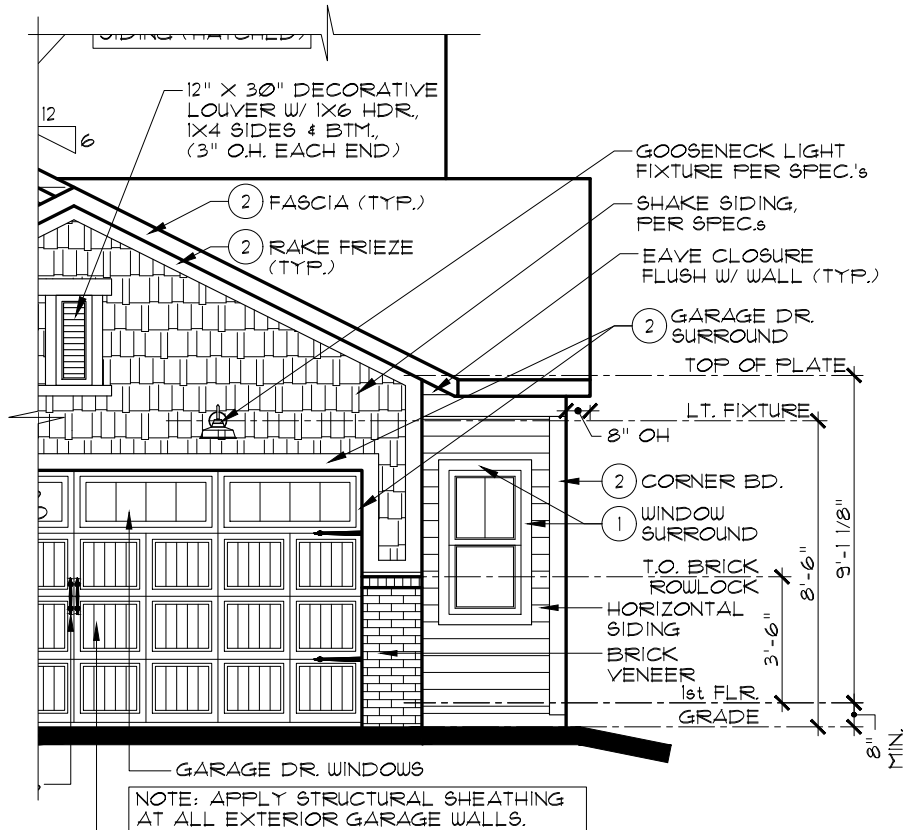 SIDING (HATCHED)
12" X 30" DECORATIVE
LOUVER W/ 1X6 HDR.,
1X4 SIDES & BTM.,
(3" O.H. EACH END)
12
6
GOOSENECK LIGHT
FIXTURE PER SPEC.'s
2 FASCIA (TYP.)
SHAKE SIDING,
PER SPEC.s
2 RAKE FRIEZE
(TYP.)
EAVE CLOSURE
FLUSH W/ WALL (TYP.)
2 GARAGE DR.
SURROUND
TOP OF PLATE
LT. FIXTURE
8" OH
2 CORNER BD.
1 WINDOW
SURROUND
T.O. BRICK
ROWLOCK
HORIZONTAL
SIDING
BRICK
VENEER
1st FLR.
GRADE
3'-6"
8'-6"
9'-1 1/8"
8"
MIN.
GARAGE DR. WINDOWS
NOTE: APPLY STRUCTURAL SHEATHING
AT ALL EXTERIOR GARAGE WALLS.